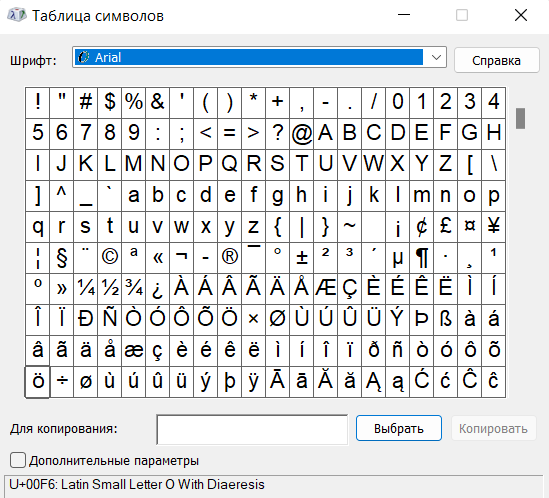 Таблица символов
Шрифт: Arial Справка
! " # $ % & ' ( ) * + , - . / 0 1 2 3 4
5 6 7 8 9 : ; < = > ? @ A B C D E F G H
I J K L M N O P Q R S T U V W X Y Z [ \
] ^ _ ` a b c d e f g h i j k l m n o p
q r s t u v w x y z { | } ~ ¡ ¢ £ ¤ ¥
¦ § ¨ © ª « ¬ - ® ¯ ° ± ² ³ ´ µ ¶ · ¸ ¹
º » ¼ ½ ¾ ¿ À Á Â Ã Ä Å Æ Ç È É Ê Ë Ì Í
Î Ï Ð Ñ Ò Ó Ô Õ Ö × Ø Ù Ú Û Ü Ý Þ ß à á
â ã ä å æ ç è é ê ë ì í î ï ð ñ ò ó ô õ
ö ÷ ø ù ú û ü ý þ ÿ Ā ā Ă ă Ą ą Ć ć Ĉ ĉ
Для копирования: Выбрать Копировать
Дополнительные параметры
U+00F6: Latin Small Letter O With Diaeresis